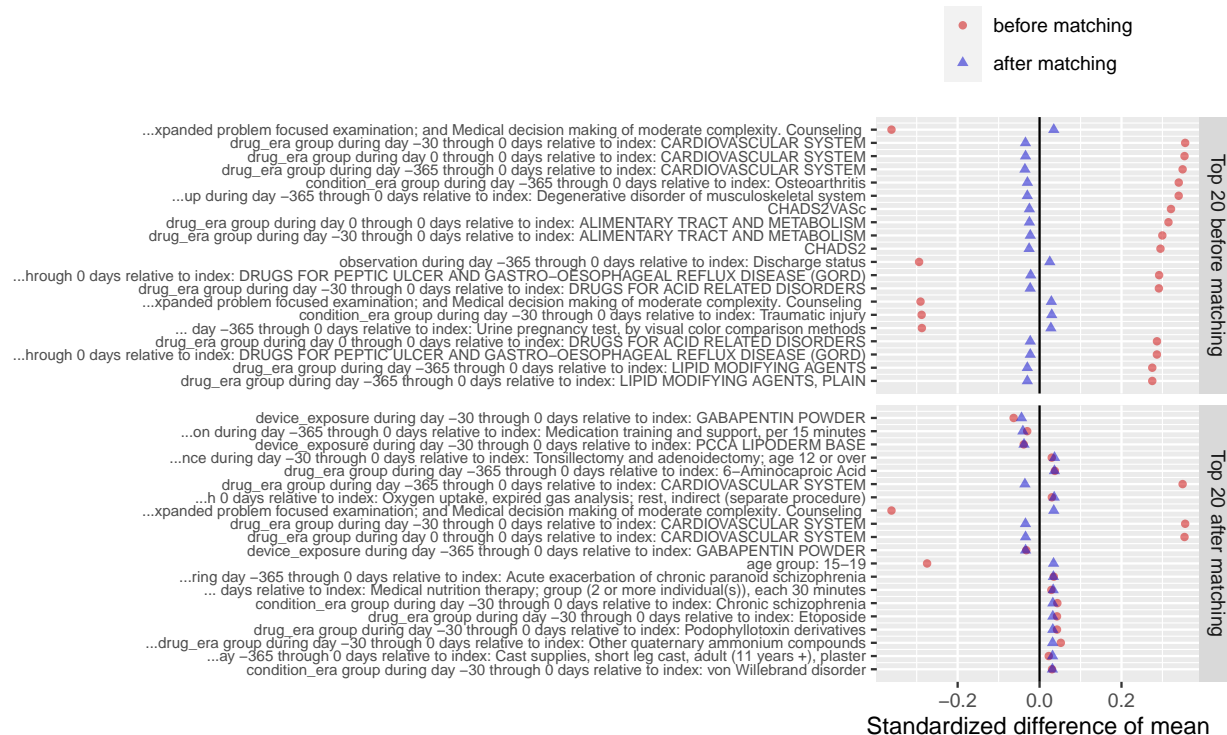 before matching
after matching
...xpanded problem focused examination; and Medical decision making of moderate complexity. Counseling
drug_era group during day −30 through 0 days relative to index: CARDIOVASCULAR SYSTEM
drug_era group during day 0 through 0 days relative to index: CARDIOVASCULAR SYSTEM
drug_era group during day −365 through 0 days relative to index: CARDIOVASCULAR SYSTEM
condition_era group during day −365 through 0 days relative to index: Osteoarthritis
...up during day −365 through 0 days relative to index: Degenerative disorder of musculoskeletal system
CHADS2VASc
drug_era group during day 0 through 0 days relative to index: ALIMENTARY TRACT AND METABOLISM
drug_era group during day −30 through 0 days relative to index: ALIMENTARY TRACT AND METABOLISM
CHADS2
observation during day −365 through 0 days relative to index: Discharge status
...hrough 0 days relative to index: DRUGS FOR PEPTIC ULCER AND GASTRO−OESOPHAGEAL REFLUX DISEASE (GORD)
drug_era group during day −30 through 0 days relative to index: DRUGS FOR ACID RELATED DISORDERS
...xpanded problem focused examination; and Medical decision making of moderate complexity. Counseling
condition_era group during day −30 through 0 days relative to index: Traumatic injury
... day −365 through 0 days relative to index: Urine pregnancy test, by visual color comparison methods
drug_era group during day 0 through 0 days relative to index: DRUGS FOR ACID RELATED DISORDERS
...hrough 0 days relative to index: DRUGS FOR PEPTIC ULCER AND GASTRO−OESOPHAGEAL REFLUX DISEASE (GORD)
drug_era group during day −365 through 0 days relative to index: LIPID MODIFYING AGENTS
drug_era group during day −365 through 0 days relative to index: LIPID MODIFYING AGENTS, PLAIN
Top 20 before matching
device_exposure during day −30 through 0 days relative to index: GABAPENTIN POWDER
...on during day −365 through 0 days relative to index: Medication training and support, per 15 minutes
device_exposure during day −30 through 0 days relative to index: PCCA LIPODERM BASE
...nce during day −30 through 0 days relative to index: Tonsillectomy and adenoidectomy; age 12 or over
drug_era group during day −365 through 0 days relative to index: 6−Aminocaproic Acid
drug_era group during day −365 through 0 days relative to index: CARDIOVASCULAR SYSTEM
...h 0 days relative to index: Oxygen uptake, expired gas analysis; rest, indirect (separate procedure)
...xpanded problem focused examination; and Medical decision making of moderate complexity. Counseling
drug_era group during day −30 through 0 days relative to index: CARDIOVASCULAR SYSTEM
drug_era group during day 0 through 0 days relative to index: CARDIOVASCULAR SYSTEM
device_exposure during day −365 through 0 days relative to index: GABAPENTIN POWDER
age group: 15−19
...ring day −365 through 0 days relative to index: Acute exacerbation of chronic paranoid schizophrenia
... days relative to index: Medical nutrition therapy; group (2 or more individual(s)), each 30 minutes
condition_era group during day −30 through 0 days relative to index: Chronic schizophrenia
drug_era group during day −30 through 0 days relative to index: Etoposide
drug_era group during day −30 through 0 days relative to index: Podophyllotoxin derivatives
...drug_era group during day −30 through 0 days relative to index: Other quaternary ammonium compounds
...ay −365 through 0 days relative to index: Cast supplies, short leg cast, adult (11 years +), plaster
condition_era group during day −30 through 0 days relative to index: von Willebrand disorder
Top 20 after matching
−0.2 0.0 0.2
Standardized difference of mean